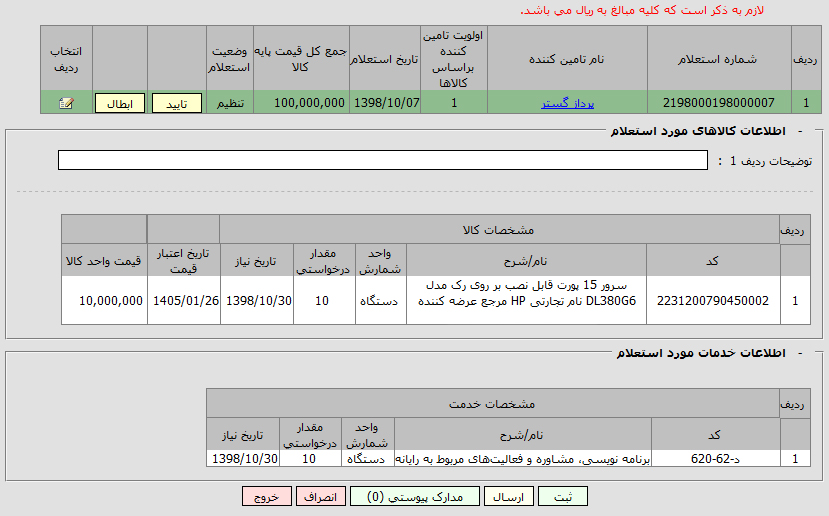 لازم به ذکر است که کلیه مبالغ به ریال می باشد.
ردیف شماره استعلام نام تامین کننده اولویت تامین کننده براساس کالاها تاریخ استعلام جمع کل قیمت پایه کالا وضعیت استعلام انتخاب ردیف
1 2198000198000007 پرداز گستر 1 1398/10/07 100,000,000 تنظیم تایید ابطال
- اطلاعات کالاهای مورد استعلام
توضیحات ردیف 1 :
ردیف مشخصات کالا
کد نام/شرح واحد شمارش مقدار درخواستی تاریخ نیاز تاریخ اعتبار قیمت قیمت واحد کالا
1 2231200790450002 سرور 15 پورت قابل نصب بر روی رک مدل DL380G6 نام تجارتی HP مرجع عرضه کننده دستگاه 10 1398/10/30 1405/01/26 10,000,000
- اطلاعات خدمات مورد استعلام
ردیف مشخصات خدمت
کد نام/شرح واحد شمارش مقدار درخواستی تاریخ نیاز
1 د-62-620 برنامه نویسی، مشاوره و فعالیت‌های مربوط به رایانه دستگاه 10 1398/10/30
ثبت ارسال مدارک پیوستی (0) انصراف خروج